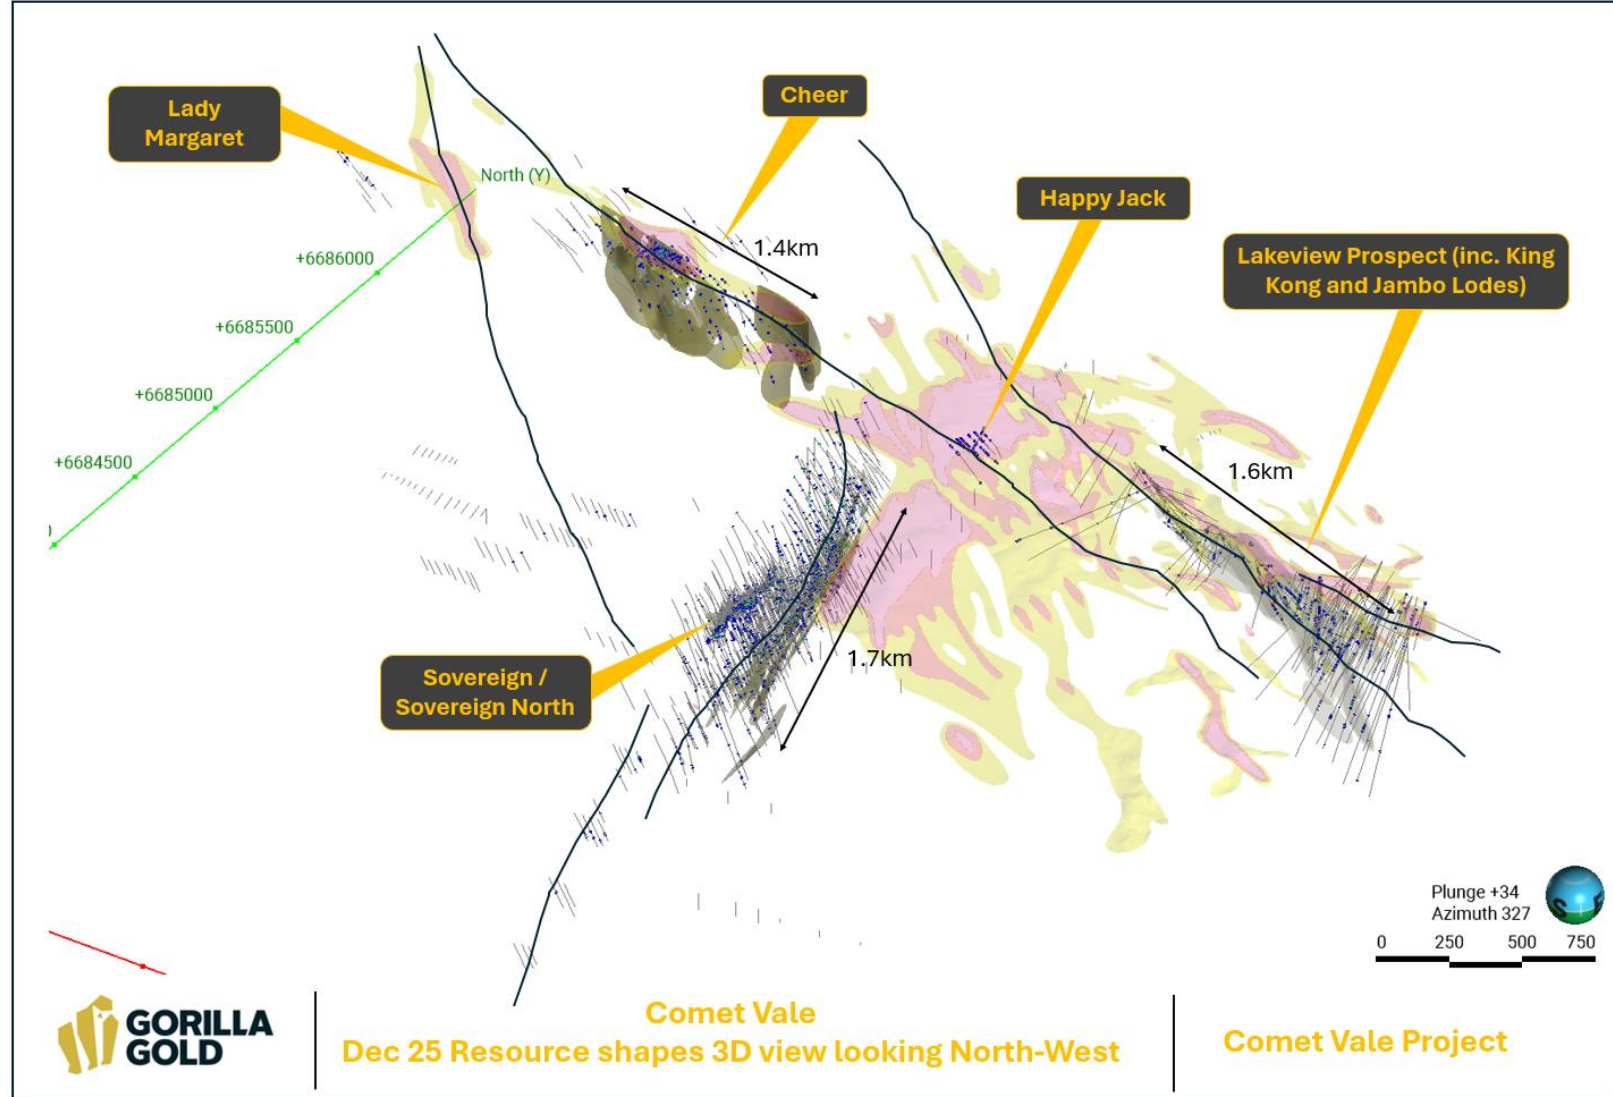 Lady
Margaret
Cheer
North (Y)
Happy Jack
1.4km
Lakeview Prospect (inc. King
Kong and Jambo Lodes)
+6686000
+6685500
+6685000
+6684500
1.6km
1.7km
Sovereign /
Sovereign North
Plunge +34
Azimuth 327
S E
0 250 500 750
GORILLA
GOLD
Comet Vale
Dec 25 Resource shapes 3D view looking North-West
Comet Vale Project